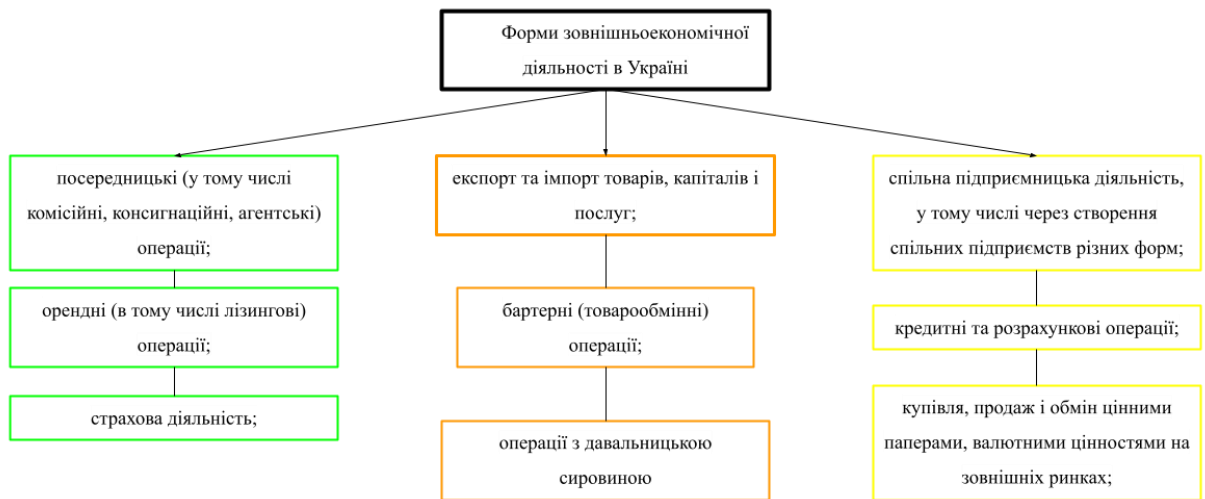 Форми зовнішньоекономічної
діяльності в Україні
посередницькі (у тому числі
комісійні, консигнаційні, агентські)
операції;
орендні (в тому числі лізингові)
операції;
страхова діяльність;
експорт та імпорт товарів, капіталів і
послуг;
бартерні (товарообмінні)
операції;
операції з давальницькою
сировиною
спільна підприємницька діяльність,
у тому числі через створення
спільних підприємств різних форм;
кредитні та розрахункові операції;
купівля, продаж і обмін цінними
паперами, валютними цінностями на
зовнішніх ринках;